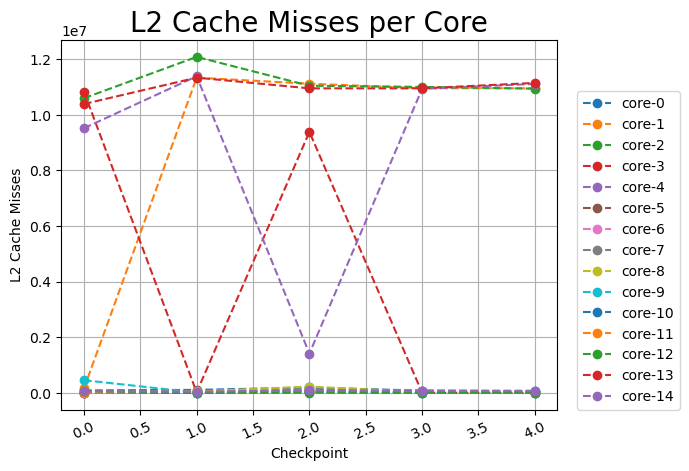 L2 Cache Misses per Core
1e7
1.2
1.0
0.8
0.6
0.4
0.2
0.0
L2 Cache Misses
0.0
0.5
1.0
1.5
2.0
2.5
3.0
3.5
4.0
Checkpoint
core-0
core-1
core-2
core-3
core-4
core-5
core-6
core-7
core-8
core-9
core-10
core-11
core-12
core-13
core-14